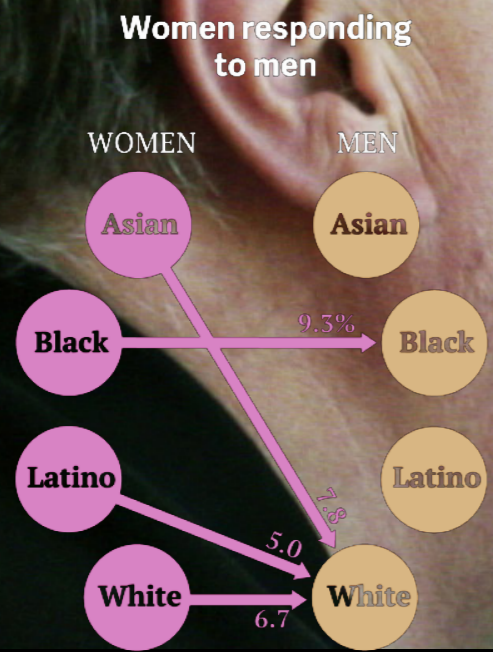 Women responding
to men
WOMEN MEN
Asian Asian
Black 9.3% Black
Latino Latino
7.8
5.0
White White
6.7